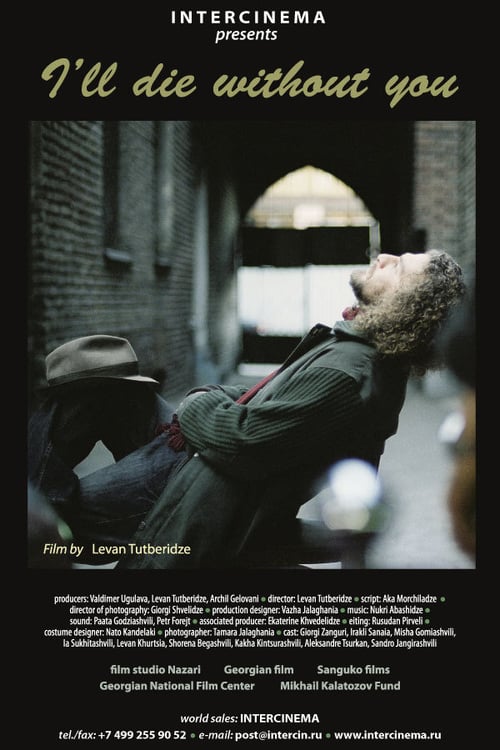 INTERCINEMA
presents
I'll die without you
Film by Levan Tutberidze
producers: Valdimer Ugulava, Levan Tutberidze, Archil Gelovani • director: Levan Tutberidze • script: Aka Morchiladze •
director of photography: Giorgi Shvelidze • production designer: Vazha Jalaghania • music: Nukri Abashidze •
sound: Paata Godziashvili, Petr Forejt • associated producer: Ekaterine Khvedelidze • eiting: Rusudan Pirveli •
costume designer: Nato Kandelaki • photographer: Tamara Jalaghania • cast: Giorgi Zanguri, Irakli Sanaia, Misha Gomiashvili,
Ia Sukhitashvili, Levan Khurtsia, Shorena Begashvili, Kakha Kintsurashvili, Aleksandre Tsurkan, Sandro Jangirashvili
film studio Nazari Georgian film Sanguko films
Georgian National Film Center Mikhail Kalatozov Fund
world sales: INTERCINEMA
tel./fax: +7 499 255 90 52 • e-mail: post@intercin.ru • www.intercinema.ru